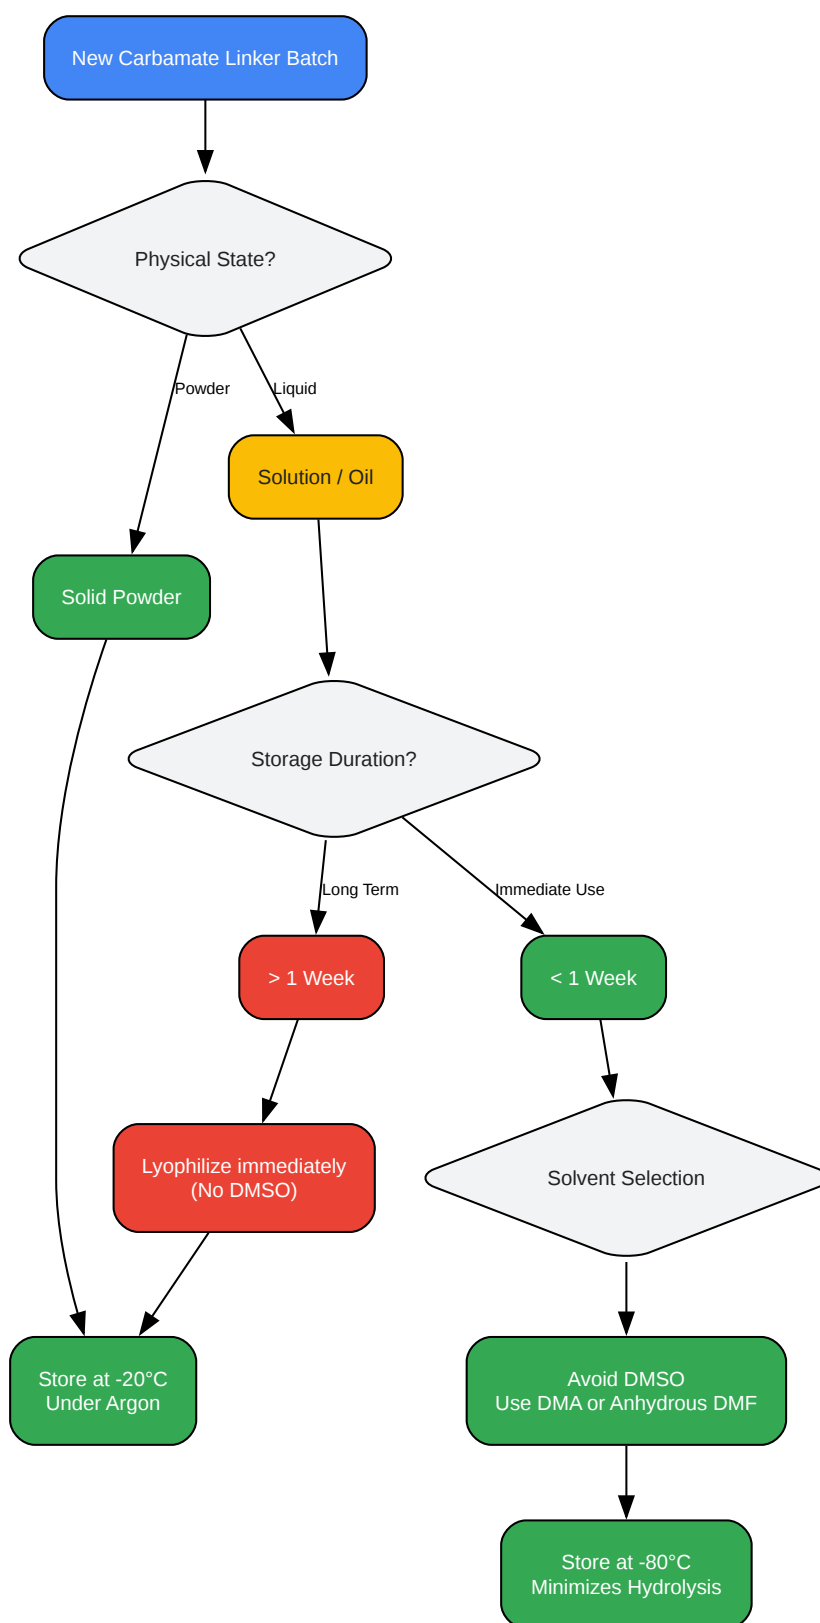 New Carbamate Linker Batch
Physical State?
Powder
Liquid
Solution / Oil
Solid Powder
Storage Duration?
Long Term
Immediate Use
> 1 Week
< 1 Week
Lyophilize immediately
(No DMSO)
Solvent Selection
Store at -20°C
Under Argon
Avoid DMSO
Use DMA or Anhydrous DMF
Store at -80°C
Minimizes Hydrolysis